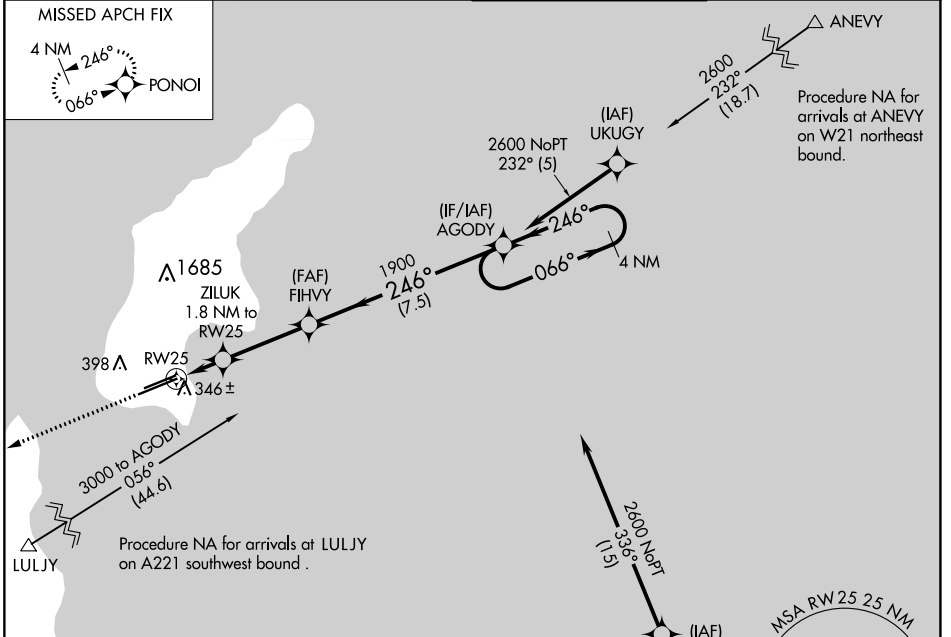 MISSED APCH FIX
4 NM
246°
066°
PONOI
ANEVY
2600
232°
(18.7)
Procedure NA for
arrivals at ANEVY
on W21 northeast
bound.
(IAF)
UKUGY
2600 NoPT
232° (5)
(IF/IAF)
AGODY
246°
066°
4 NM
1900
246°
(7.5)
(FAF)
FIHVY
1685
ZILUK
1.8 NM to
RW25
398
RW25
346±
3000 to AGODY
056°
(44.6)
LULJY
Procedure NA for arrivals at LULJY
on A221 southwest bound .
2600 NoPT
336°
(15)
(IAF)
MSA RW25 25 NM